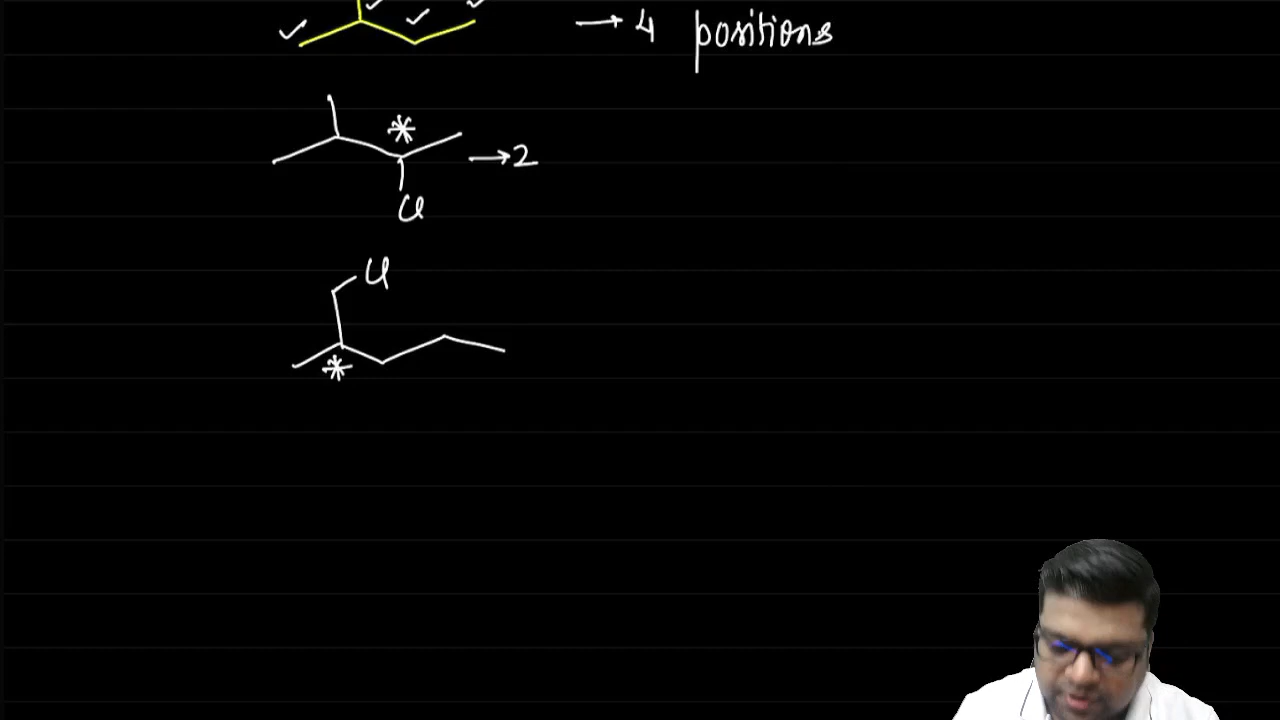 → 4 positions
*
→2
Cl
Cl
*